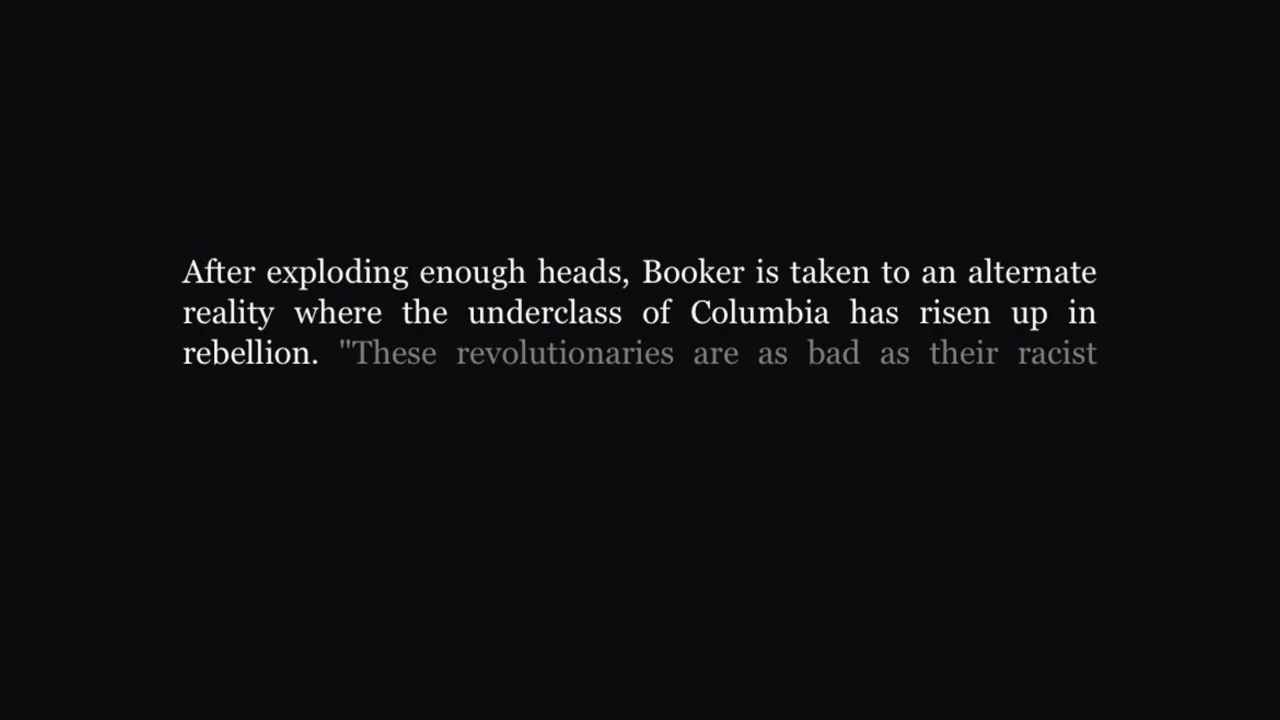 After exploding enough heads, Booker is taken to an alternate
reality where the underclass of Columbia has risen up in
rebellion. "These revolutionaries are as bad as their racist